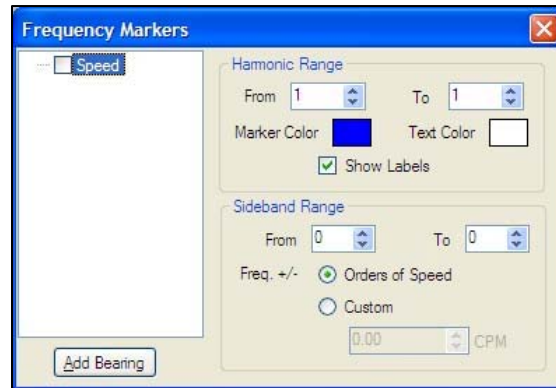 Frequency Markers
Speed
Harmonic Range
From 1 To 1
Marker Color Text Color
Show Labels
Sideband Range
From 0 To 0
Freq. +/- Orders of Speed
Custom
0.00 CPM
Add Bearing